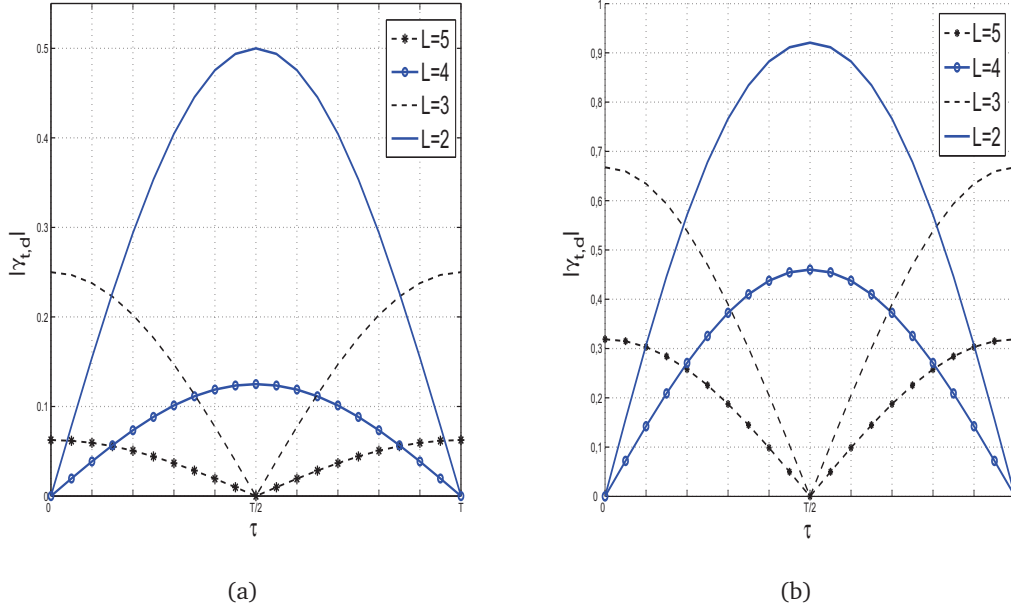 0.5
0.4
0.3
0.2
0.1
0
0
T/2
T
|γt,d|
τ
L=5
L=4
L=3
L=2
(a)
1
0,9
0,8
0,7
0,6
0,5
0,4
0,3
0,2
0,1
0
0
T/2
|γt,d|
τ
L=5
L=4
L=3
L=2
(b)